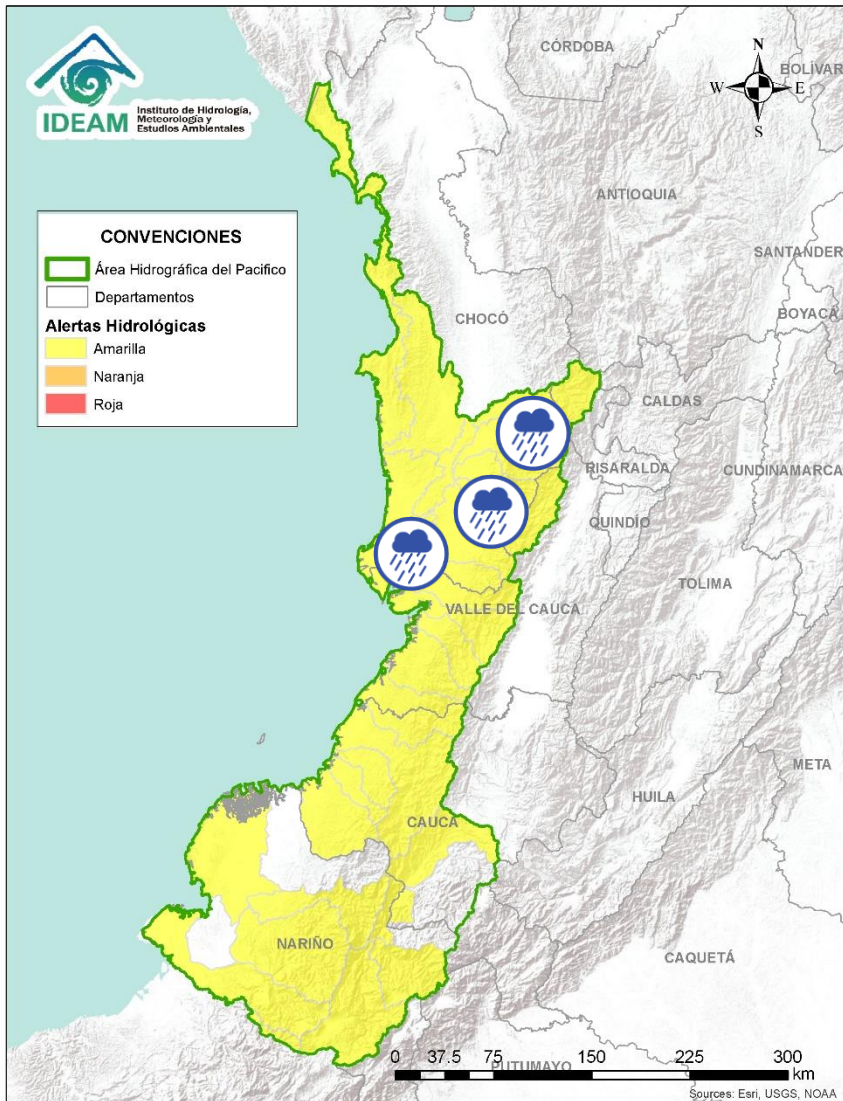 IDEAM
Instituto de Hidrología,
Meteorología y
Estudios Ambientales
CÓRDOBA
N
BOLÍVAR
W
E
S
ANTIOQUIA
SANTANDER
CONVENCIONES
Área Hidrográfica del Pacifico
Departamentos
Alertas Hidrológicas
Amarilla
Naranja
Roja
BOYACÁ
CHOCÓ
CALDAS
RISARALDA
CUNDINAMARCA
QUINDÍO
TOLIMA
VALLE DEL CAUCA
META
HUILA
CAUCA
NARIÑO
CAQUETÁ
PUTUMAYO
0 37.5 75 150 225 300
km
Sources: Esri, USGS, NOAA